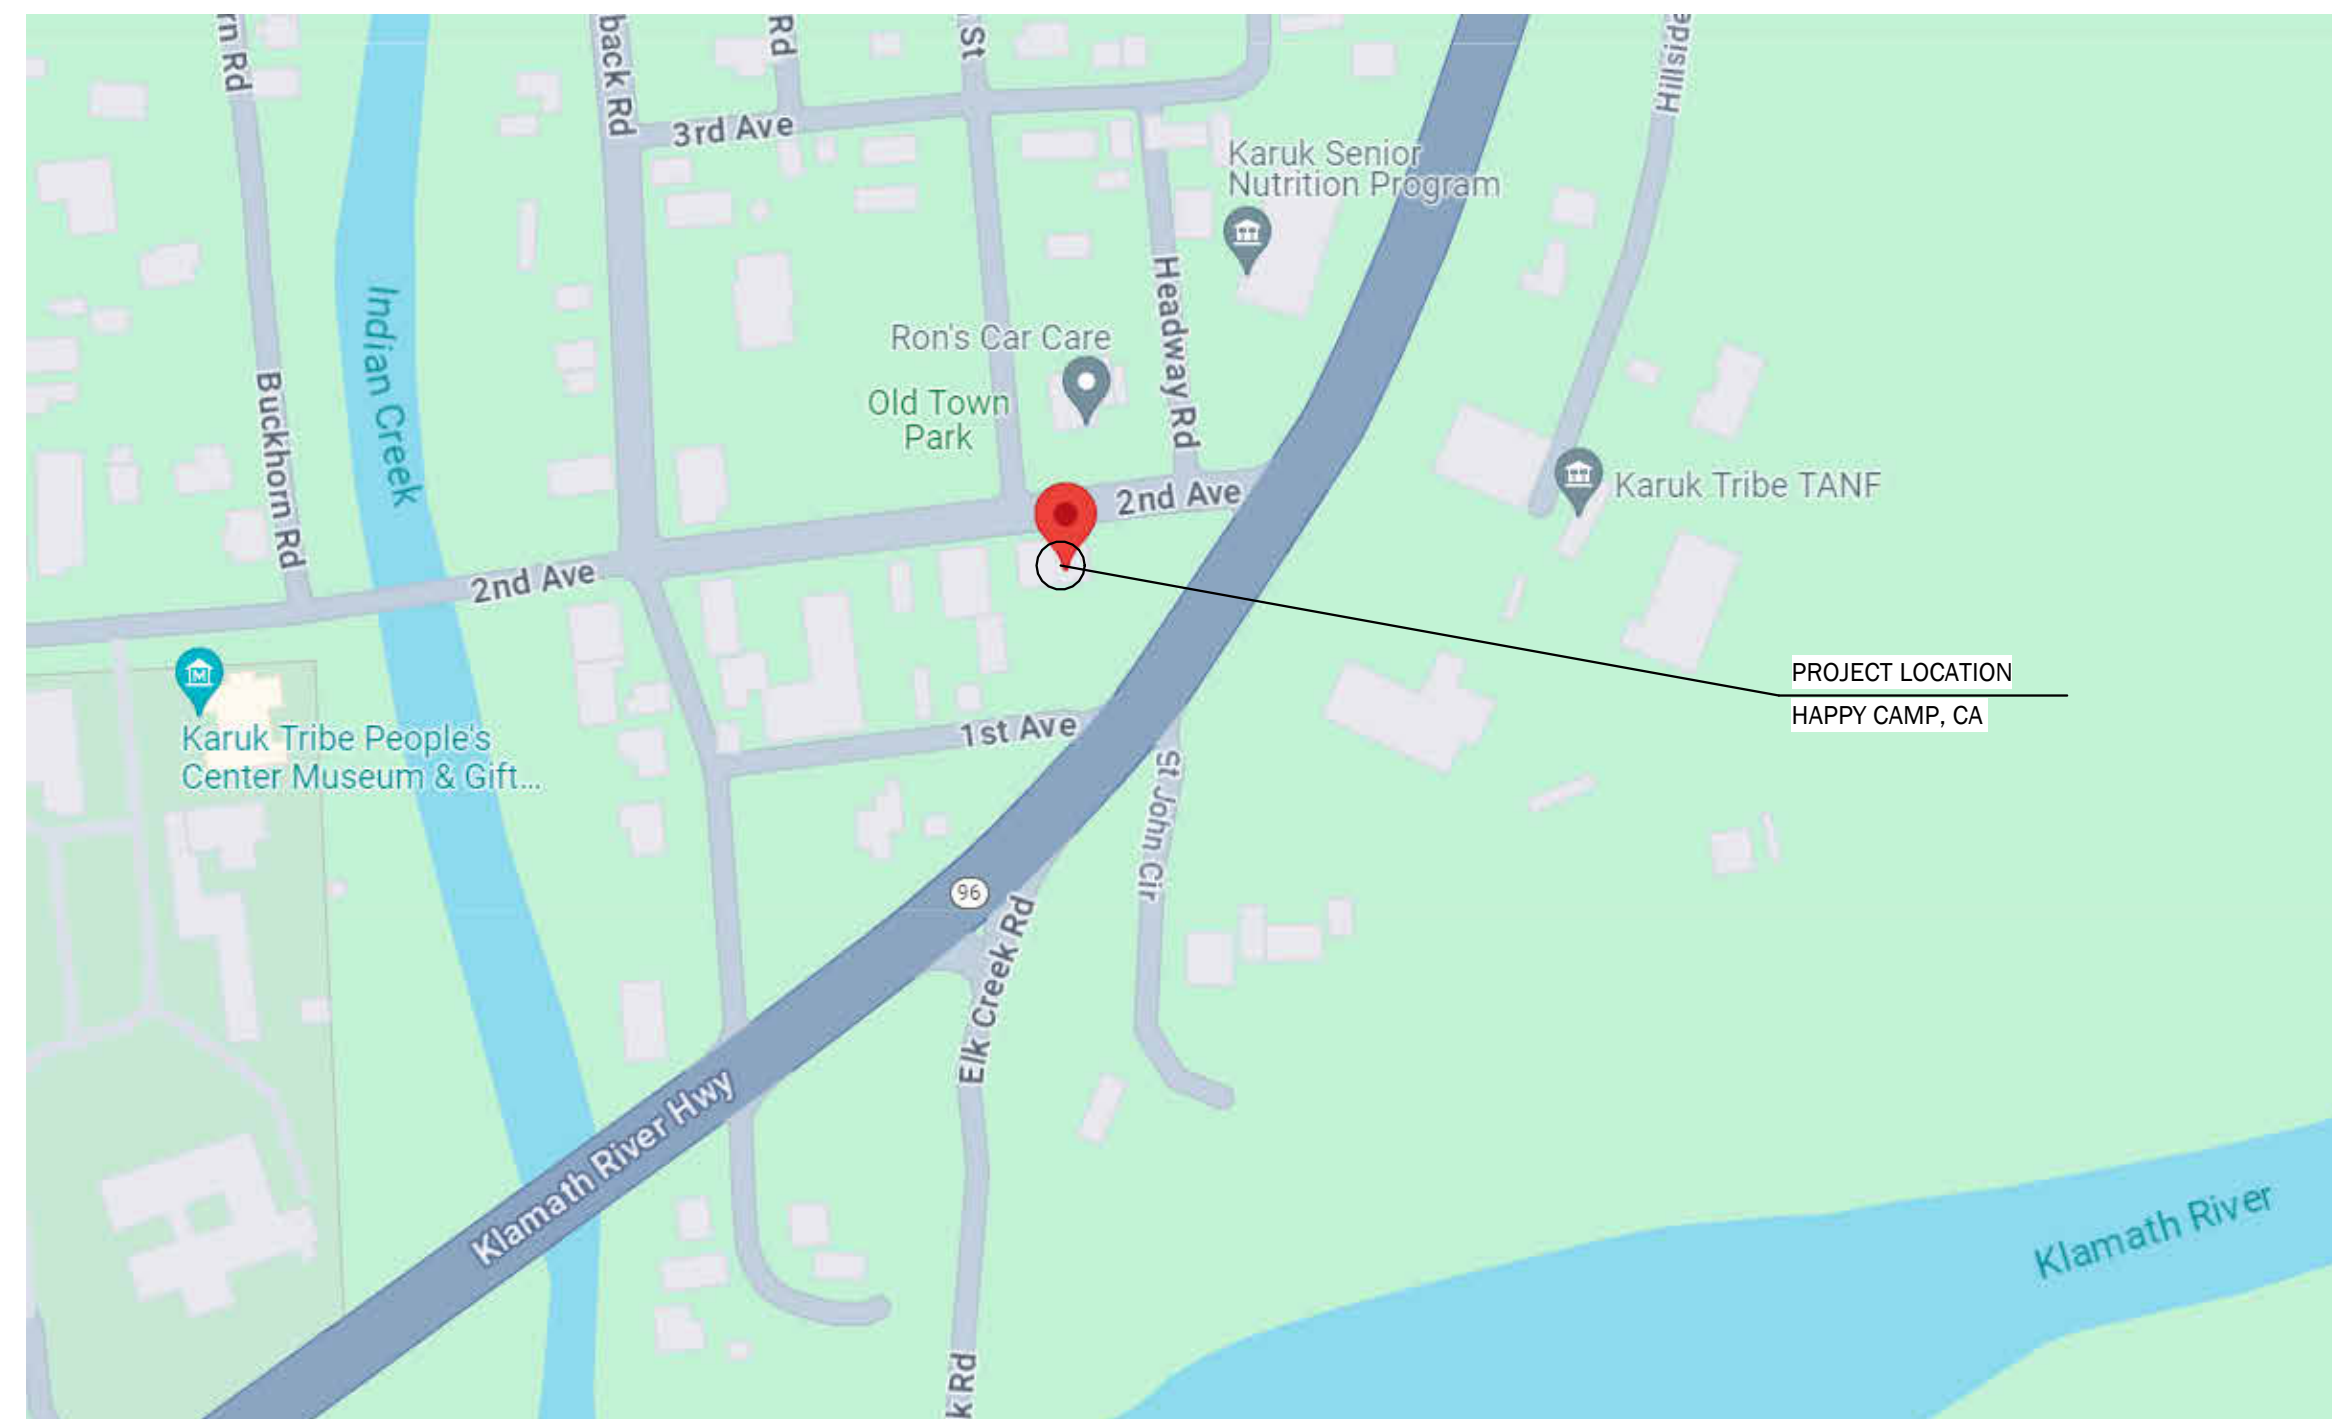 rn Rd
back Rd
Rd
St
Hillside
3rd Ave
Karuk Senior
Nutrition Program
Indian Creek
Headway Rd
Ron's Car Care
Old Town
Park
Buckhorn Rd
2nd Ave
Karuk Tribe TANF
2nd Ave
PROJECT LOCATION
HAPPY CAMP, CA
M
Karuk Tribe People's
Center Museum & Gift...
1st Ave
St John Cir
96
Elk Creek Rd
Klamath River Hwy
Klamath River
k Rd